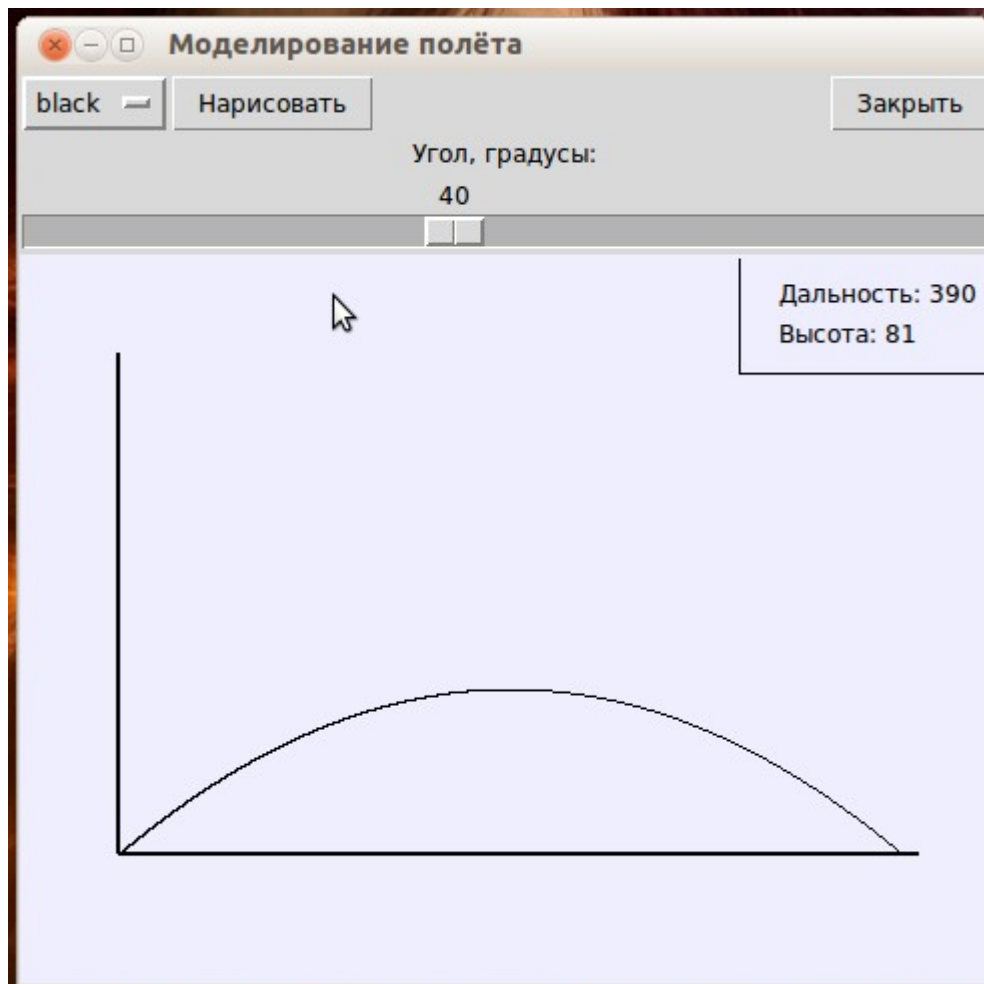 Моделирование полёта
black Нарисовать Закрыть
Угол, градусы:
40
Дальность: 390
Высота: 81